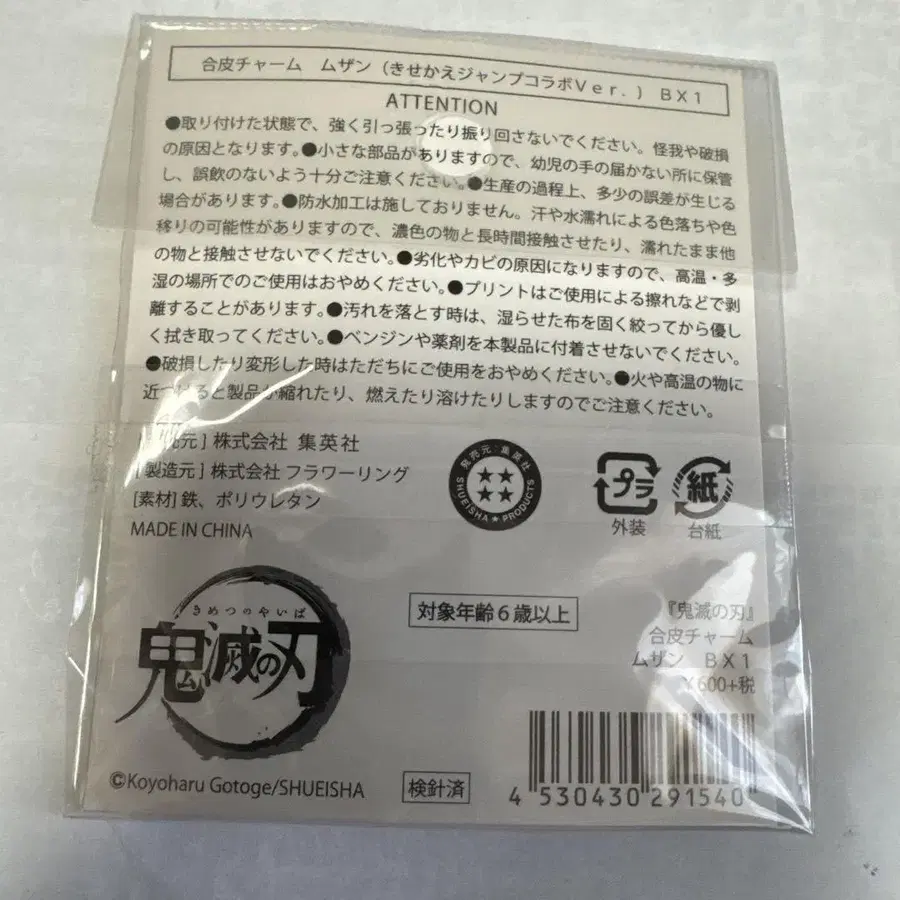 合皮チャーム ムザン（きせかえジャンプコラボVer.）BX1
ATTENTION
●取り付けた状態で、強く引っ張ったり振り回さないでください。怪我や破損
の原因となります。●小さな部品がありますので、幼児の手の届かない所に保管
し、誤飲のないよう十分ご注意ください。●生産の過程上、多少の誤差が生じる
場合があります。●防水加工は施しておりません。汗や水濡れによる色落ちや色
移りの可能性がありますので、濃色の物と長時間接触させたり、濡れたまま他
の物と接触させないでください。●劣化やカビの原因になりますので、高温・多
湿の場所でのご使用はおやめください。●プリントはご使用による擦れなどで剥
離することがあります。●汚れを落とす時は、湿らせた布を固く絞ってから優し
く拭き取ってください。●ベンジンや薬剤を本製品に付着させないでください。
●破損したり変形した時はただちにご使用をおやめください。●火や高温の物に
近づけると製品が縮れたり、燃えたり溶けたりしますのでご注意ください。
元] 株式会社 集英社
[製造元] 株式会社 フラワーリング
[素材] 鉄、ポリウレタン
MADE IN CHINA
発売元：集英社
SHUEISHA ★ PRODUCTS
プラ
外装
紙
台紙
きめつのやいば
鬼滅の刃
対象年齢6歳以上
『鬼滅の刃』
合皮チャーム
ムザン BX1
¥600+税
©Koyoharu Gotoge/SHUEISHA
検針済
4 530430 291540